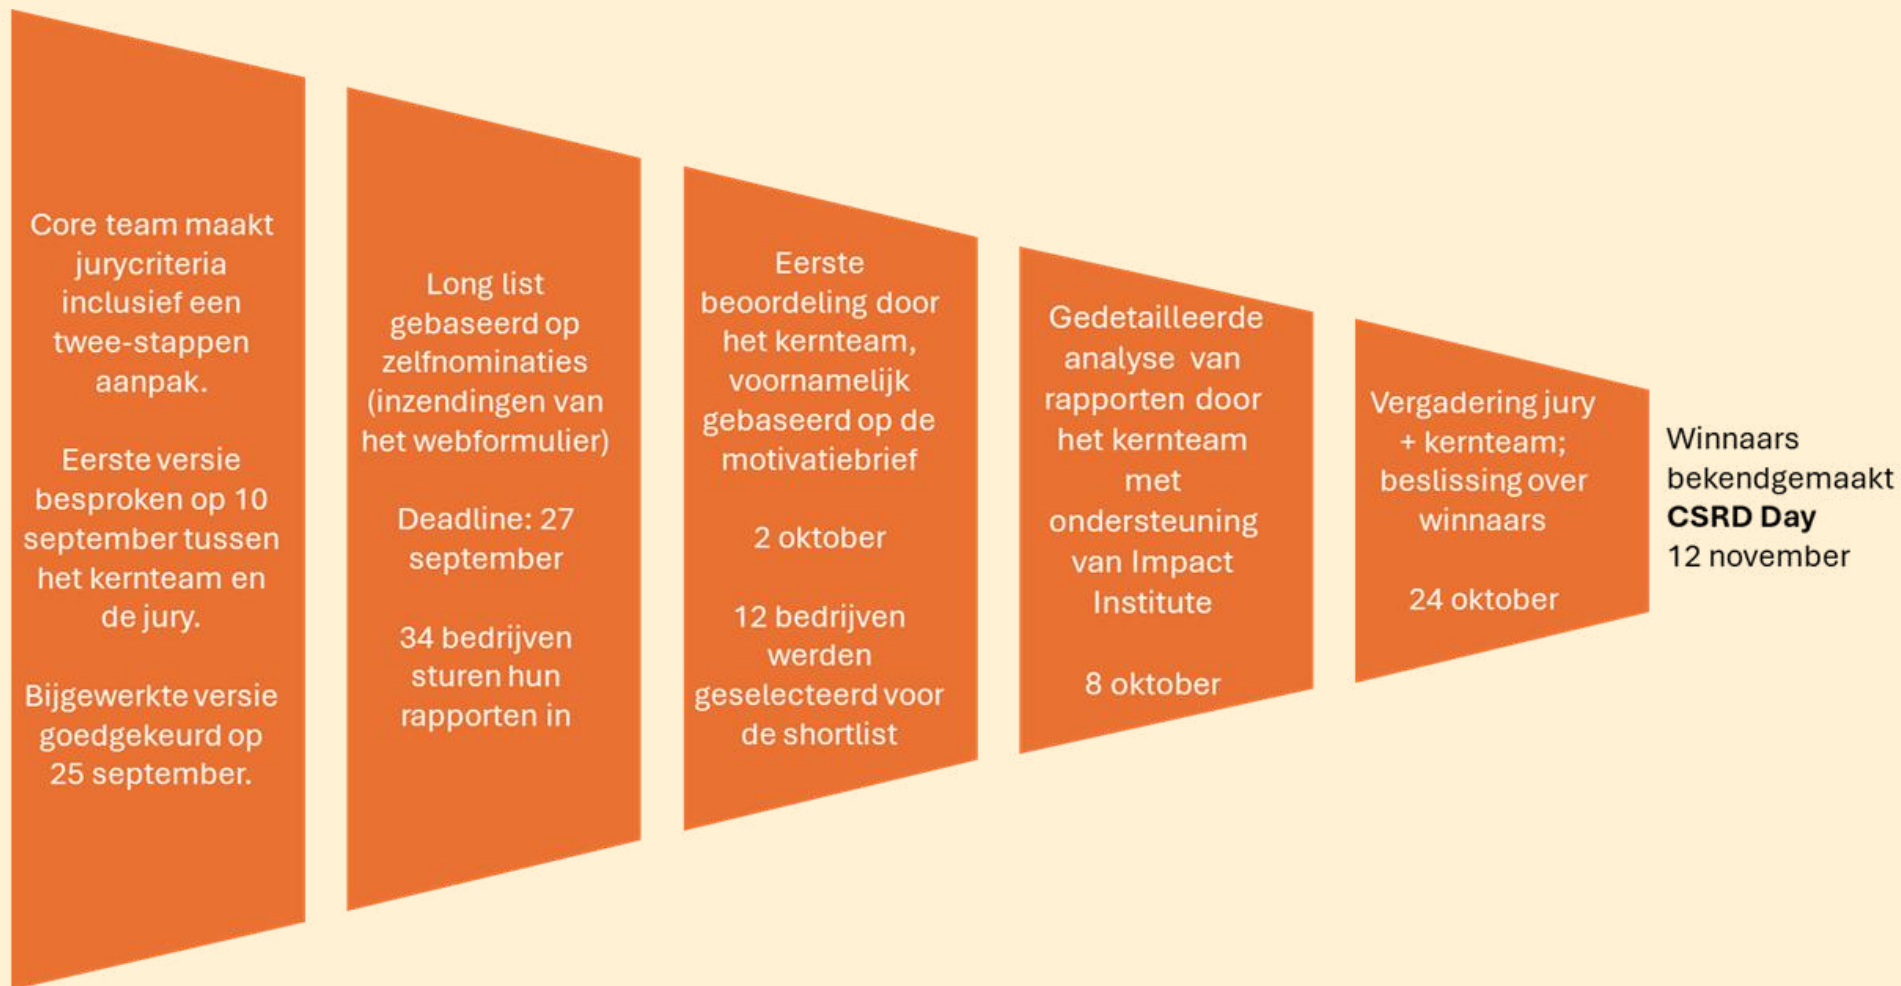 Core team maakt
jurycriteria
inclusief een
twee-stappen
aanpak.
Eerste versie
besproken op 10
september tussen
het kernteam en
de jury.
Bijgewerkte versie
goedgekeurd op
25 september.
Long list
gebaseerd op
zelfnominaties
(inzendingen van
het webformulier)
Deadline: 27
september
34 bedrijven
sturen hun
rapporten in
Eerste
beoordeling door
het kernteam,
voornamelijk
gebaseerd op de
motivatiebrief
2 oktober
12 bedrijven
werden
geselecteerd voor
de shortlist
Gedetailleerde
analyse van
rapporten door
het kernteam
met
ondersteuning
van Impact
Institute
8 oktober
Vergadering jury
+ kernteam;
beslissing over
winnaars
24 oktober
Winnaars
bekendgemaakt
CSRD Day
12 november